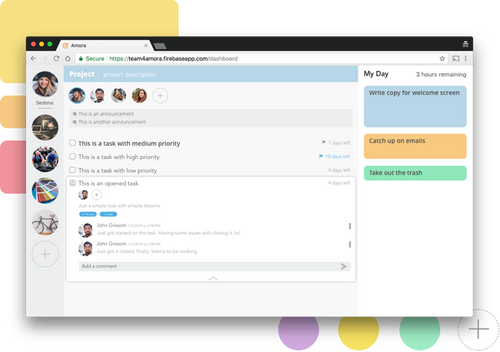 Amora
Secure https://team4amora.firebaseapp.com/dashboard
Project | project description
My Day 3 hours remaining
Sedona
This is an announcement
This is another announcement
Write copy for welcome screen
This is a task with medium priority 7 days left
This is a task with high priority 10 days left
This is a task with low priority 4 days left
This is an opened task 4 days left
Catch up on emails
Take out the trash
Just a simple task with simple dreams.
John Gresom
Just got started on the task. Having some issues with clocking it, lol
John Gresom
Just got it closed, finally. Seems to be working
Add a comment